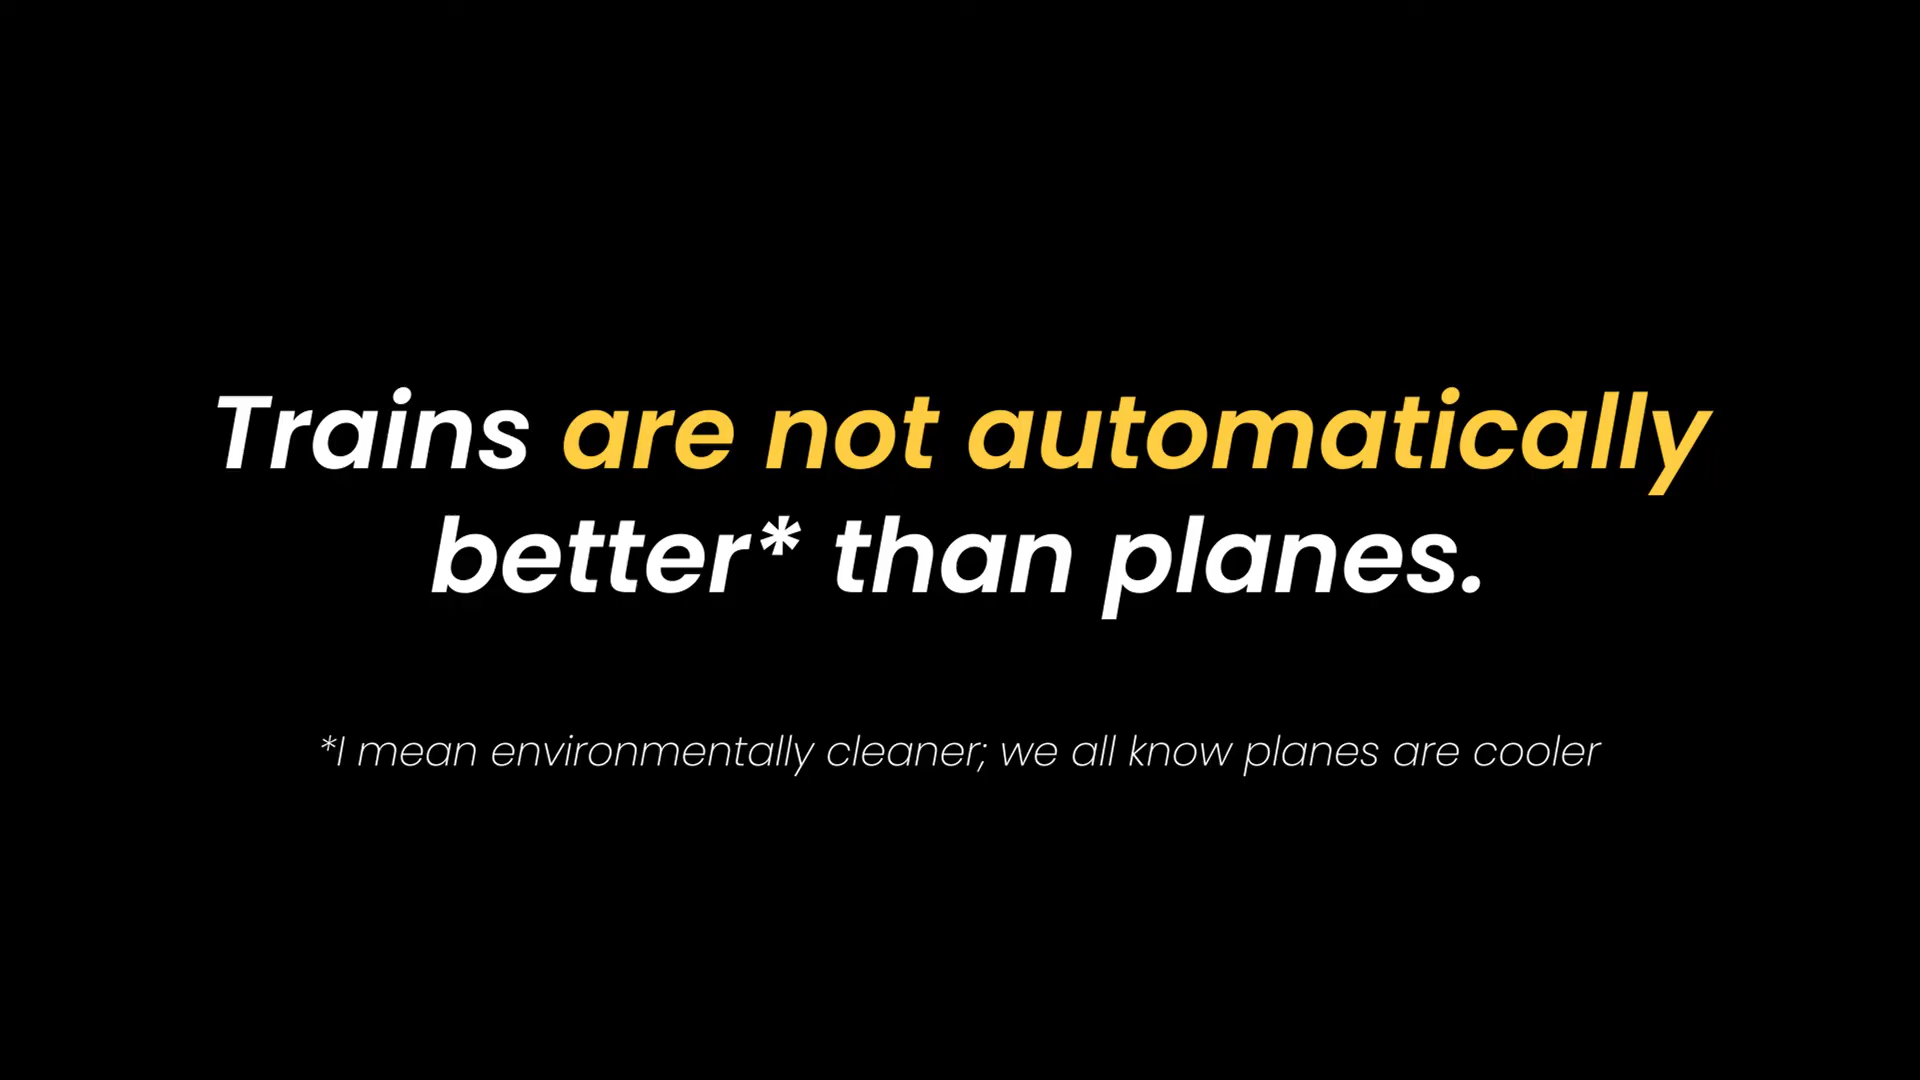 Trains are not automatically
better* than planes.
*I mean environmentally cleaner; we all know planes are cooler